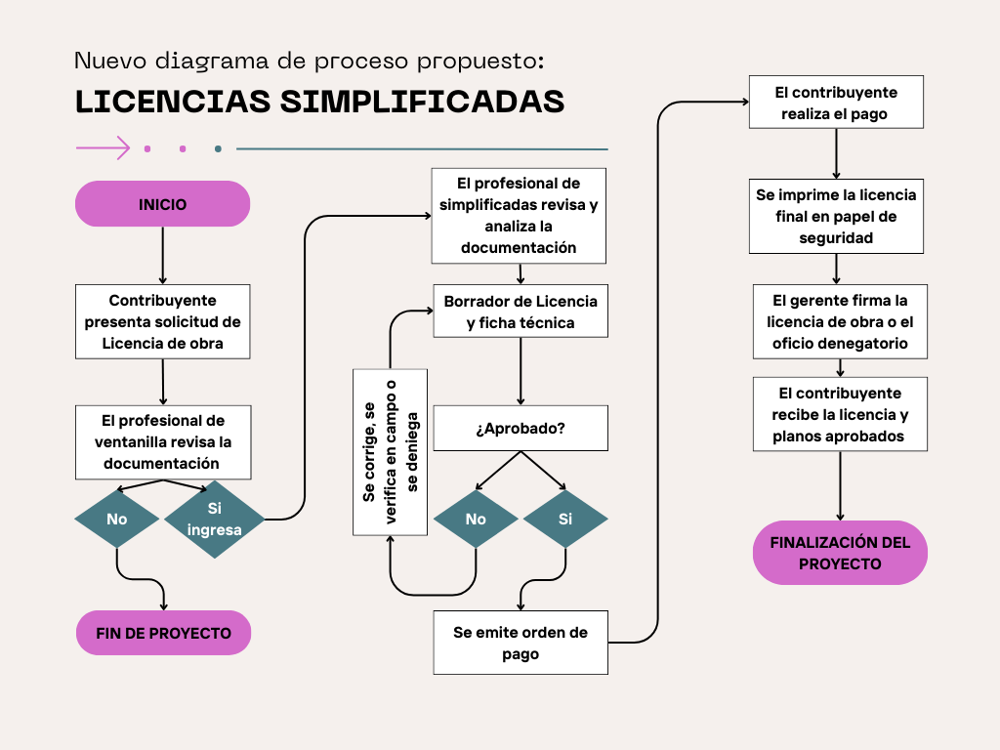 Nuevo diagrama de proceso propuesto:
LICENCIAS SIMPLIFICADAS
INICIO
Contribuyente
presenta solicitud de
Licencia de obra
El profesional de
ventanilla revisa la
documentación
No
Si
ingresa
FIN DE PROYECTO
El profesional de
simplificadas revisa y
analiza la
documentación
Borrador de Licencia
y ficha técnica
Se corrige, se
verifica en campo o
se deniega
¿Aprobado?
No
Si
Se emite orden de
pago
El contribuyente
realiza el pago
Se imprime la licencia
final en papel de
seguridad
El gerente firma la
licencia de obra o el
oficio denegatorio
El contribuyente
recibe la licencia y
planos aprobados
FINALIZACIÓN DEL
PROYECTO